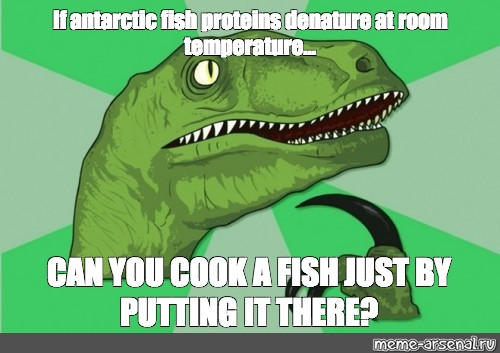 If antarctic fish proteins denature at room
temperature...
CAN YOU COOK A FISH JUST BY
PUTTING IT THERE?
meme-arsenal.ru